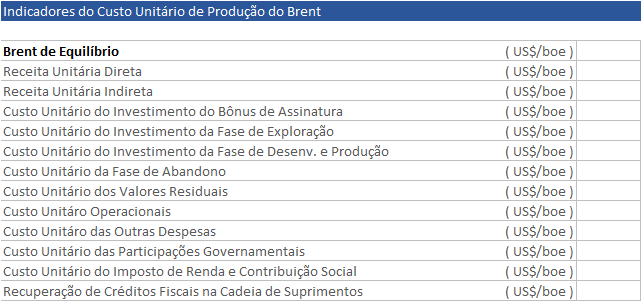 Indicadores do Custo Unitário de Produção do Brent
Brent de Equilíbrio ( US$/boe )
Receita Unitária Direta ( US$/boe )
Receita Unitária Indireta ( US$/boe )
Custo Unitário do Investimento do Bônus de Assinatura ( US$/boe )
Custo Unitário do Investimento da Fase de Exploração ( US$/boe )
Custo Unitário do Investimento da Fase de Desenv. e Produção ( US$/boe )
Custo Unitário da Fase de Abandono ( US$/boe )
Custo Unitário dos Valores Residuais ( US$/boe )
Custo Unitáro Operacionais ( US$/boe )
Custo Unitáro das Outras Despesas ( US$/boe )
Custo Unitário das Participações Governamentais ( US$/boe )
Custo Unitário do Imposto de Renda e Contribuição Social ( US$/boe )
Recuperação de Créditos Fiscais na Cadeia de Suprimentos ( US$/boe )